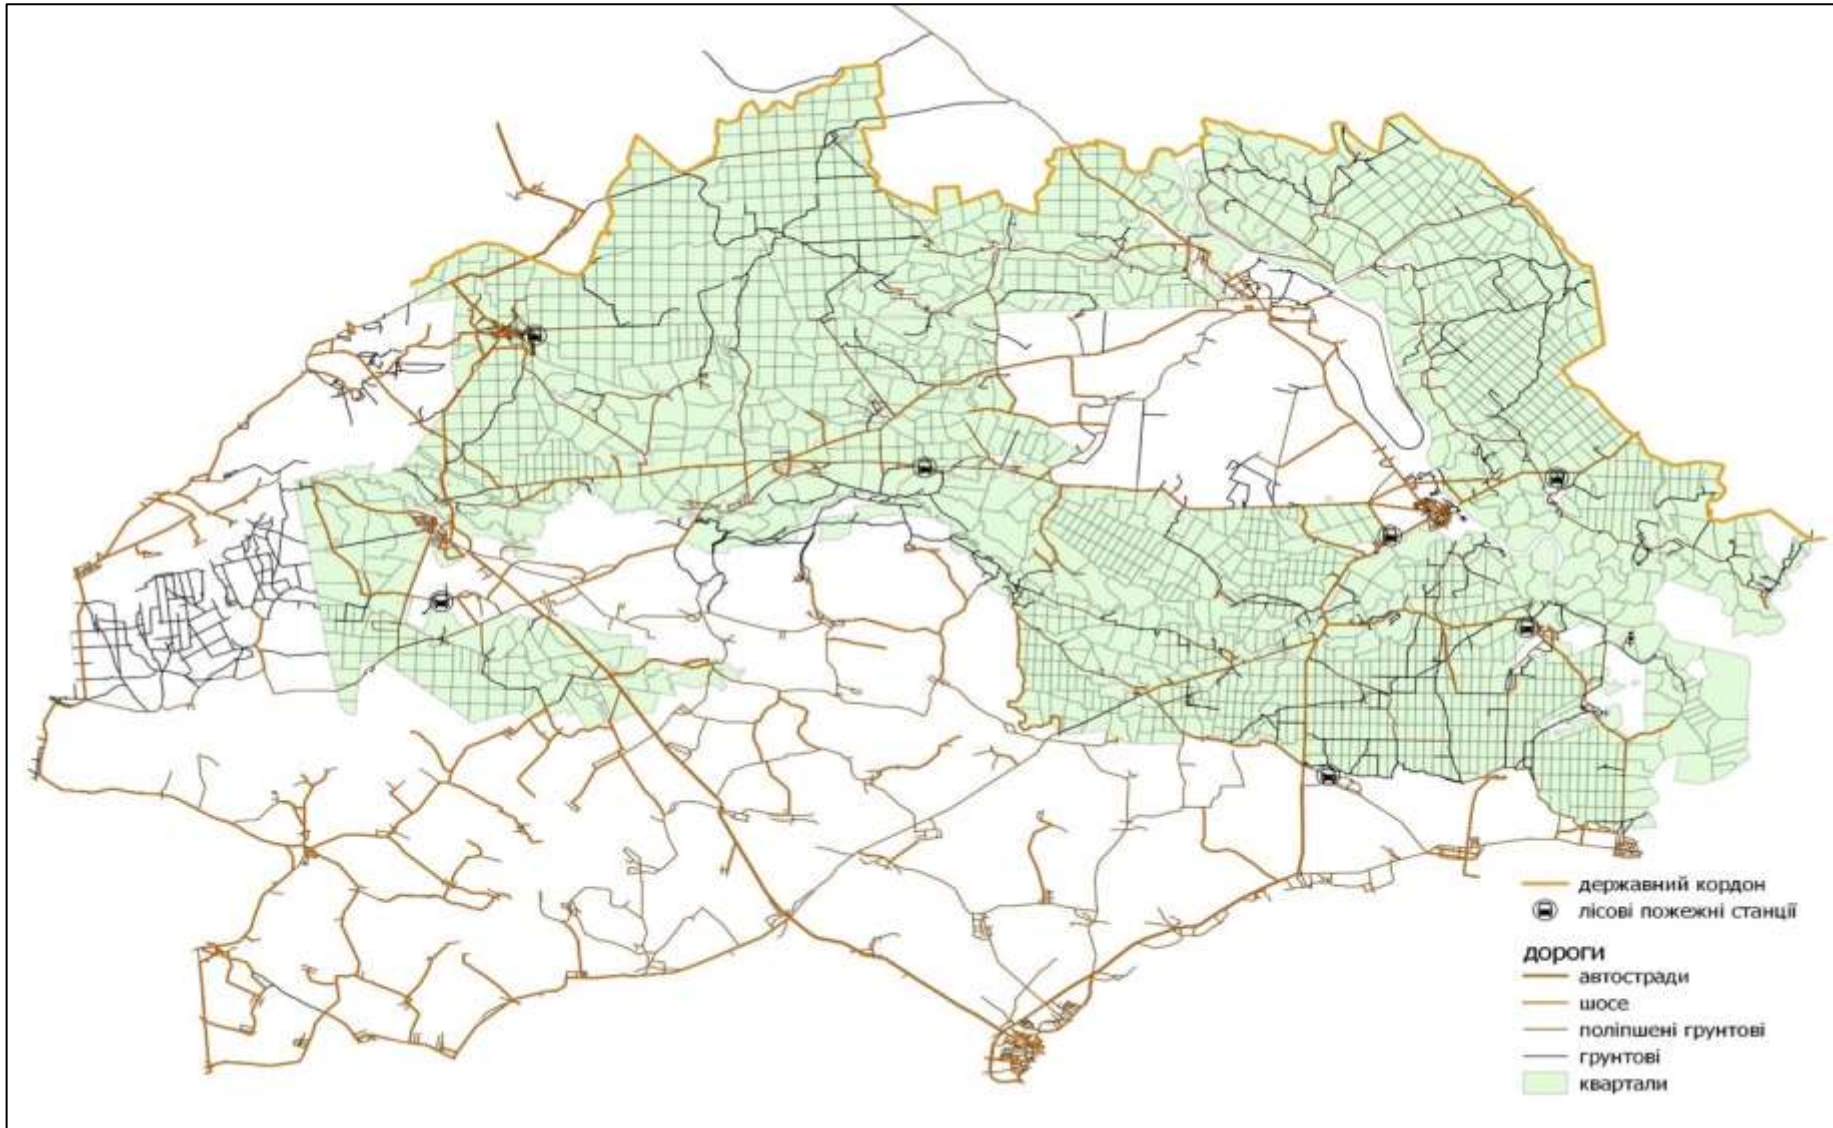 державний кордон
лісові пожежні станції
дороги
автостради
шосе
поліпшені грунтові
грунтові
квартали